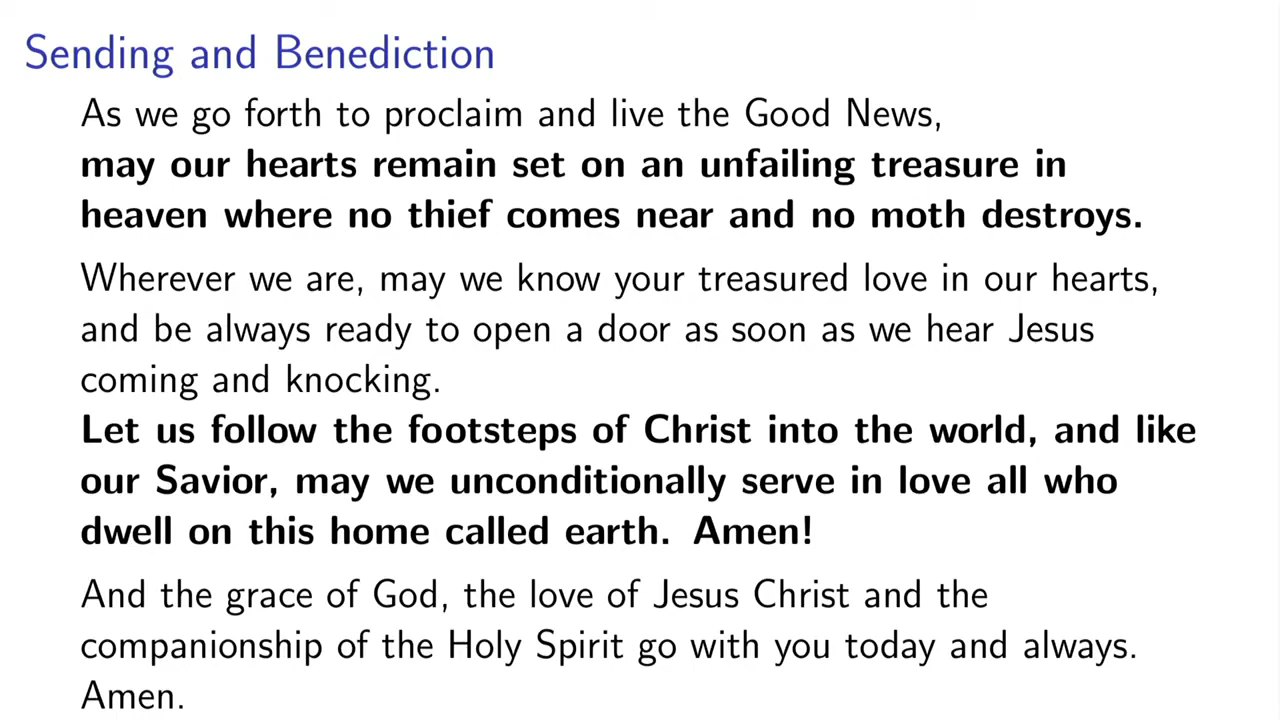 Sending and Benediction
As we go forth to proclaim and live the Good News,
may our hearts remain set on an unfailing treasure in
heaven where no thief comes near and no moth destroys.
Wherever we are, may we know your treasured love in our hearts,
and be always ready to open a door as soon as we hear Jesus
coming and knocking.
Let us follow the footsteps of Christ into the world, and like
our Savior, may we unconditionally serve in love all who
dwell on this home called earth. Amen!
And the grace of God, the love of Jesus Christ and the
companionship of the Holy Spirit go with you today and always.
Amen.